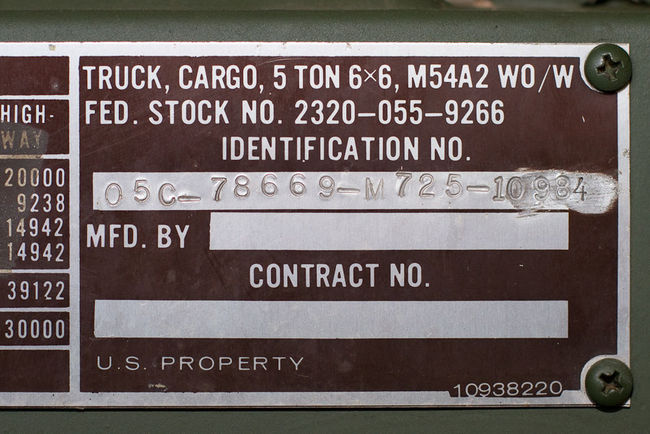 TRUCK, CARGO, 5 TON 6×6, M54A2 WO/W
FED. STOCK NO. 2320-055-9266
IDENTIFICATION NO.
05C-78669-M725-10984
MFD. BY
CONTRACT NO.
U.S. PROPERTY
10938220
HIGH-
WAY
20000
9238
14942
14942
39122
30000